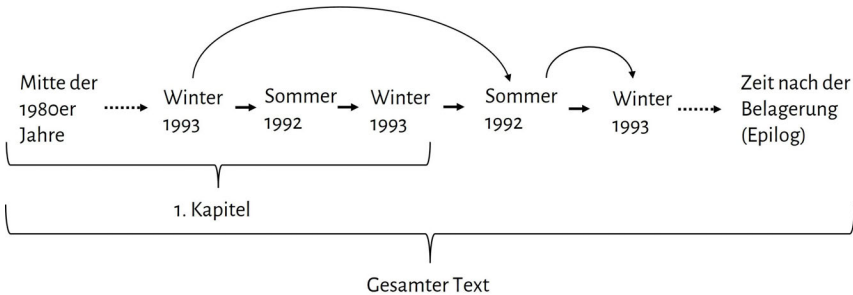 Mitte der
1980er
Jahre
Winter
1993
Sommer
1992
Winter
1993
Sommer
1992
Winter
1993
Zeit nach der
Belagerung
(Epilog)
1. Kapitel
Gesamter Text